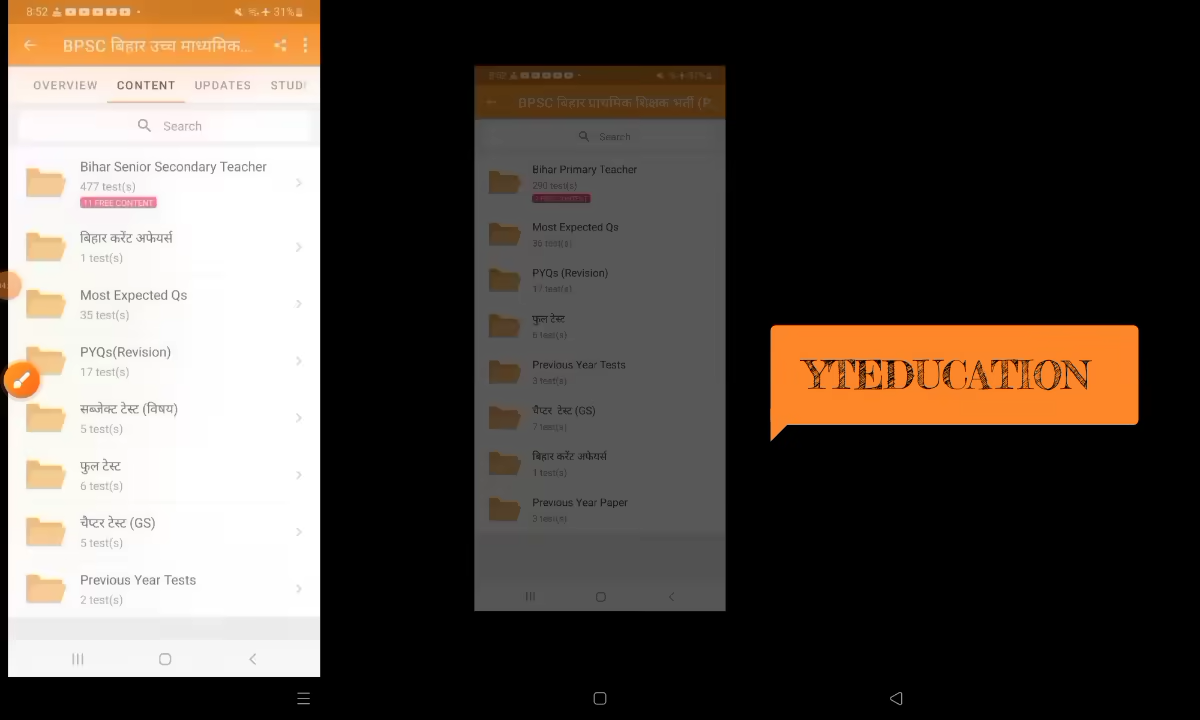 8:52
31%
BPSC बिहार उच्च माध्यमिक...
OVERVIEW CONTENT UPDATES STUDI
Search
Bihar Senior Secondary Teacher
477 test(s)
11 FREE CONTENT
बिहार करेंट अफेयर्स
1 test(s)
Most Expected Qs
35 test(s)
PYQs(Revision)
17 test(s)
सब्जेक्ट टेस्ट (विषय)
5 test(s)
फुल टेस्ट
6 test(s)
चैप्टर टेस्ट (GS)
5 test(s)
Previous Year Tests
2 test(s)
BPSC बिहार प्राथमिक शिक्षक भर्ती (P
Search
Bihar Primary Teacher
290 test(s)
Most Expected Qs
36 test(s)
PYQs (Revision)
17 test(s)
फुल टेस्ट
6 test(s)
Previous Year Tests
3 test(s)
चैप्टर टेस्ट (GS)
7 test(s)
बिहार करेंट अफेयर्स
1 test(s)
Previous Year Paper
3 test(s)
YTEDUCATION